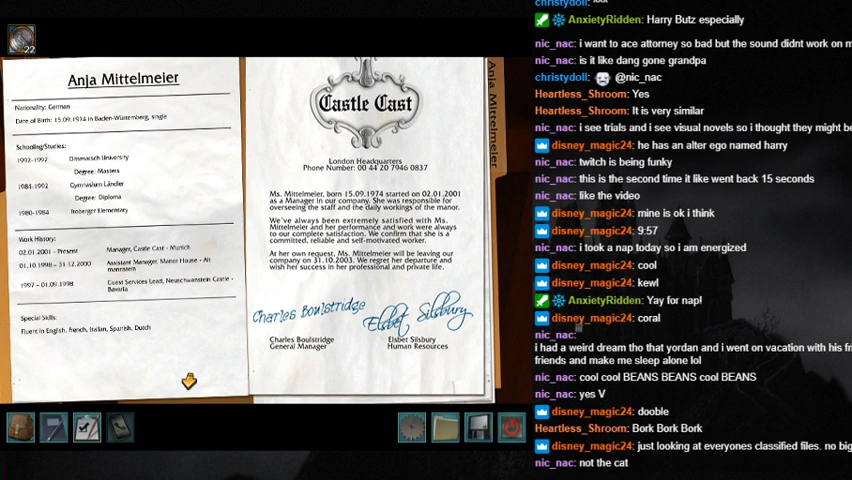 22
Anja Mittelmeier
Nationality: German
Date of Birth: 15.09.1974 in Baden-Württemberg, single
Schooling/Studies:
1992-1997 Ditsmarsch University
Degree: Masters
1984-1992 Gymnasium Ländler
Degree: Diploma
1980-1984 Iroberger Elementary
Work History:
02.01.2001 - Present Manager, Castle Cast - Munich
01.10.1998 - 31.12.2000 Assistant Manager, Manor House - Alt
mannstein
1997 - 01.09.1998 Guest Services Lead, Neuschwanstein Castle -
Bavaria
Special Skills:
Fluent in English, French, Italian, Spanish, Dutch
Castle Cast
London Headquarters
Phone Number: 00 44 20 7946 0837
Ms. Mittelmeier, born 15.09.1974 started on 02.01.2001
as a Manager in our company. She was responsible for
overseeing the staff and the daily workings of the manor.
We've always been extremely satisfied with Ms.
Mittelmeier and her performance and work were always
to our complete satisfaction. We confirm that she is a
committed, reliable and self-motivated worker.
At her own request, Ms. Mittelmeier will be leaving our
company on 31.10.2003. We regret her departure and
wish her success in her professional and private life.
Charles Boulstridge
Elsbet Silsbury
Charles Boulstridge
General Manager
Elsbet Silsbury
Human Resources
Anja Mittelmeier
christydoll: xxx
AnxietyRidden: Harry Butz especially
nic_nac: i want to ace attorney so bad but the sound didnt work on m
nic_nac: is it like dang gone grandpa
christydoll: @nic_nac
Heartless_Shroom: Yes
Heartless_Shroom: It is very similar
nic_nac: i see trials and i see visual novels so i thought they might be
disney_magic24: he has an alter ego named harry
nic_nac: twitch is being funky
nic_nac: this is the second time it like went back 15 seconds
nic_nac: like the video
disney_magic24: mine is ok i think
disney_magic24: 9:57
nic_nac: i took a nap today so i am energized
disney_magic24: cool
disney_magic24: kewl
AnxietyRidden: Yay for nap!
disney_magic24: coral
nic_nac:
i had a weird dream tho that yordan and i went on vacation with his fri
friends and make me sleep alone lol
nic_nac: cool cool BEANS BEANS cool BEANS
nic_nac: yes V
disney_magic24: dooble
Heartless_Shroom: Bork Bork Bork
disney_magic24: just looking at everyones classified files. no big
nic_nac: not the cat